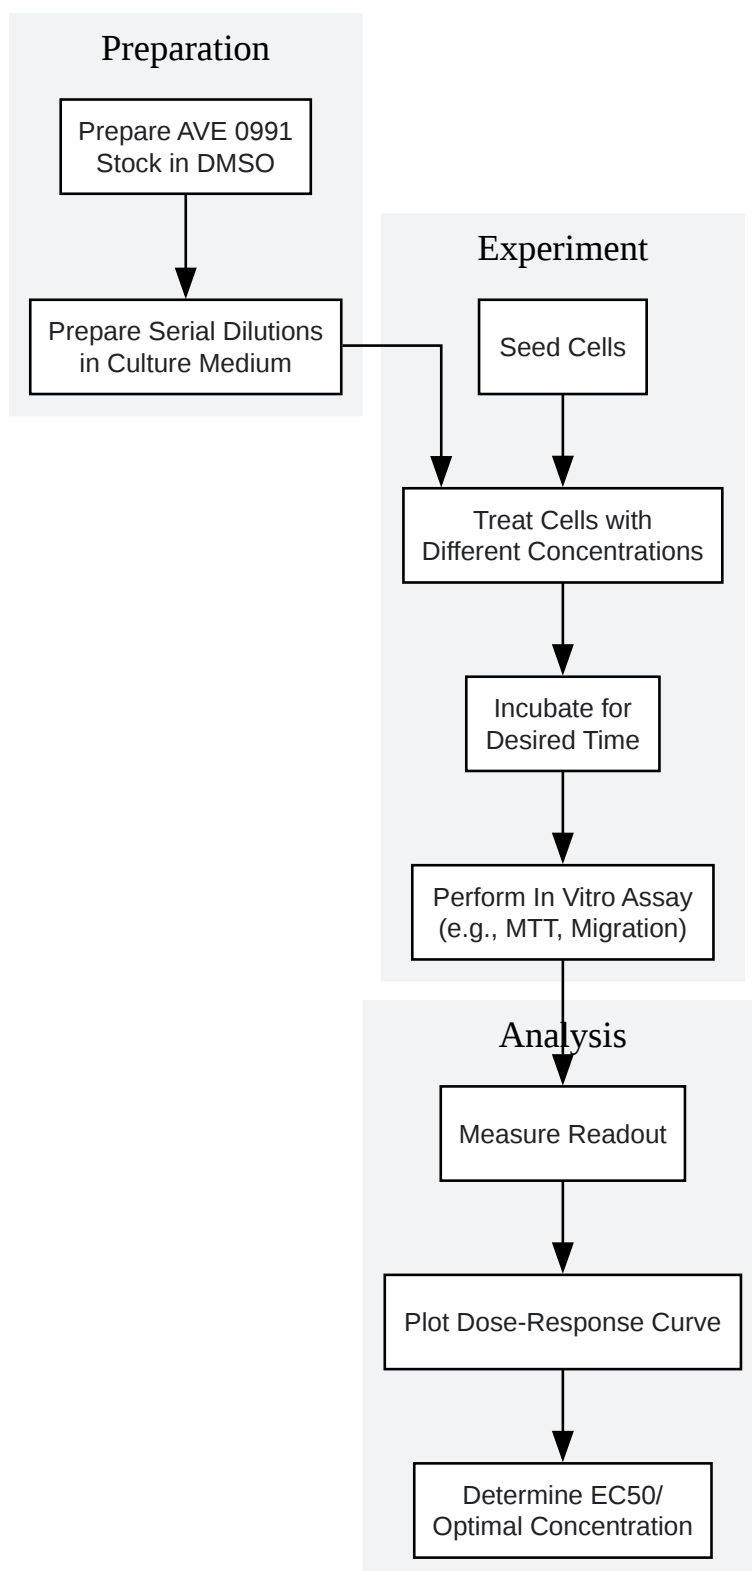 Preparation
Prepare AVE 0991
Stock in DMSO
Prepare Serial Dilutions
in Culture Medium
Experiment
Seed Cells
Treat Cells with
Different Concentrations
Incubate for
Desired Time
Perform In Vitro Assay
(e.g., MTT, Migration)
Analysis
Measure Readout
Plot Dose-Response Curve
Determine EC50/
Optimal Concentration